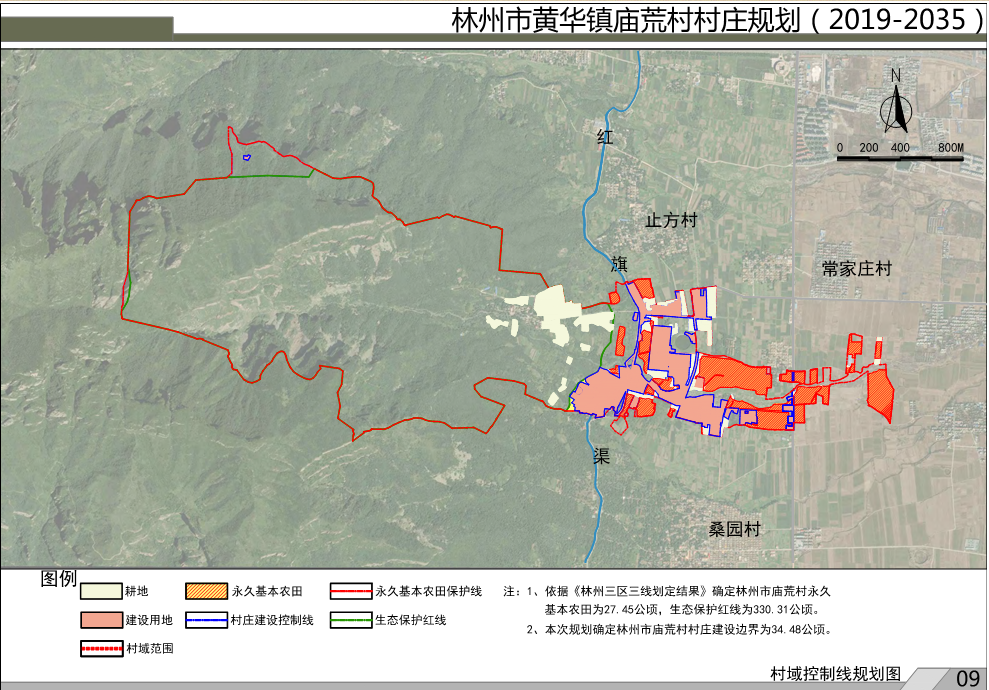 林州市黄华镇庙荒村村庄规划（2019-2035）
N
0 200 400 800M
红
止方村
旗
常家庄村
渠
桑园村
图例
耕地
永久基本农田
永久基本农田保护线
建设用地
村庄建设控制线
生态保护红线
村域范围
注：1、依据《林州三区三线划定结果》确定林州市庙荒村永久
基本农田为27.45公顷，生态保护红线为330.31公顷。
2、本次规划确定林州市庙荒村村庄建设边界为34.48公顷。
村域控制线规划图
09